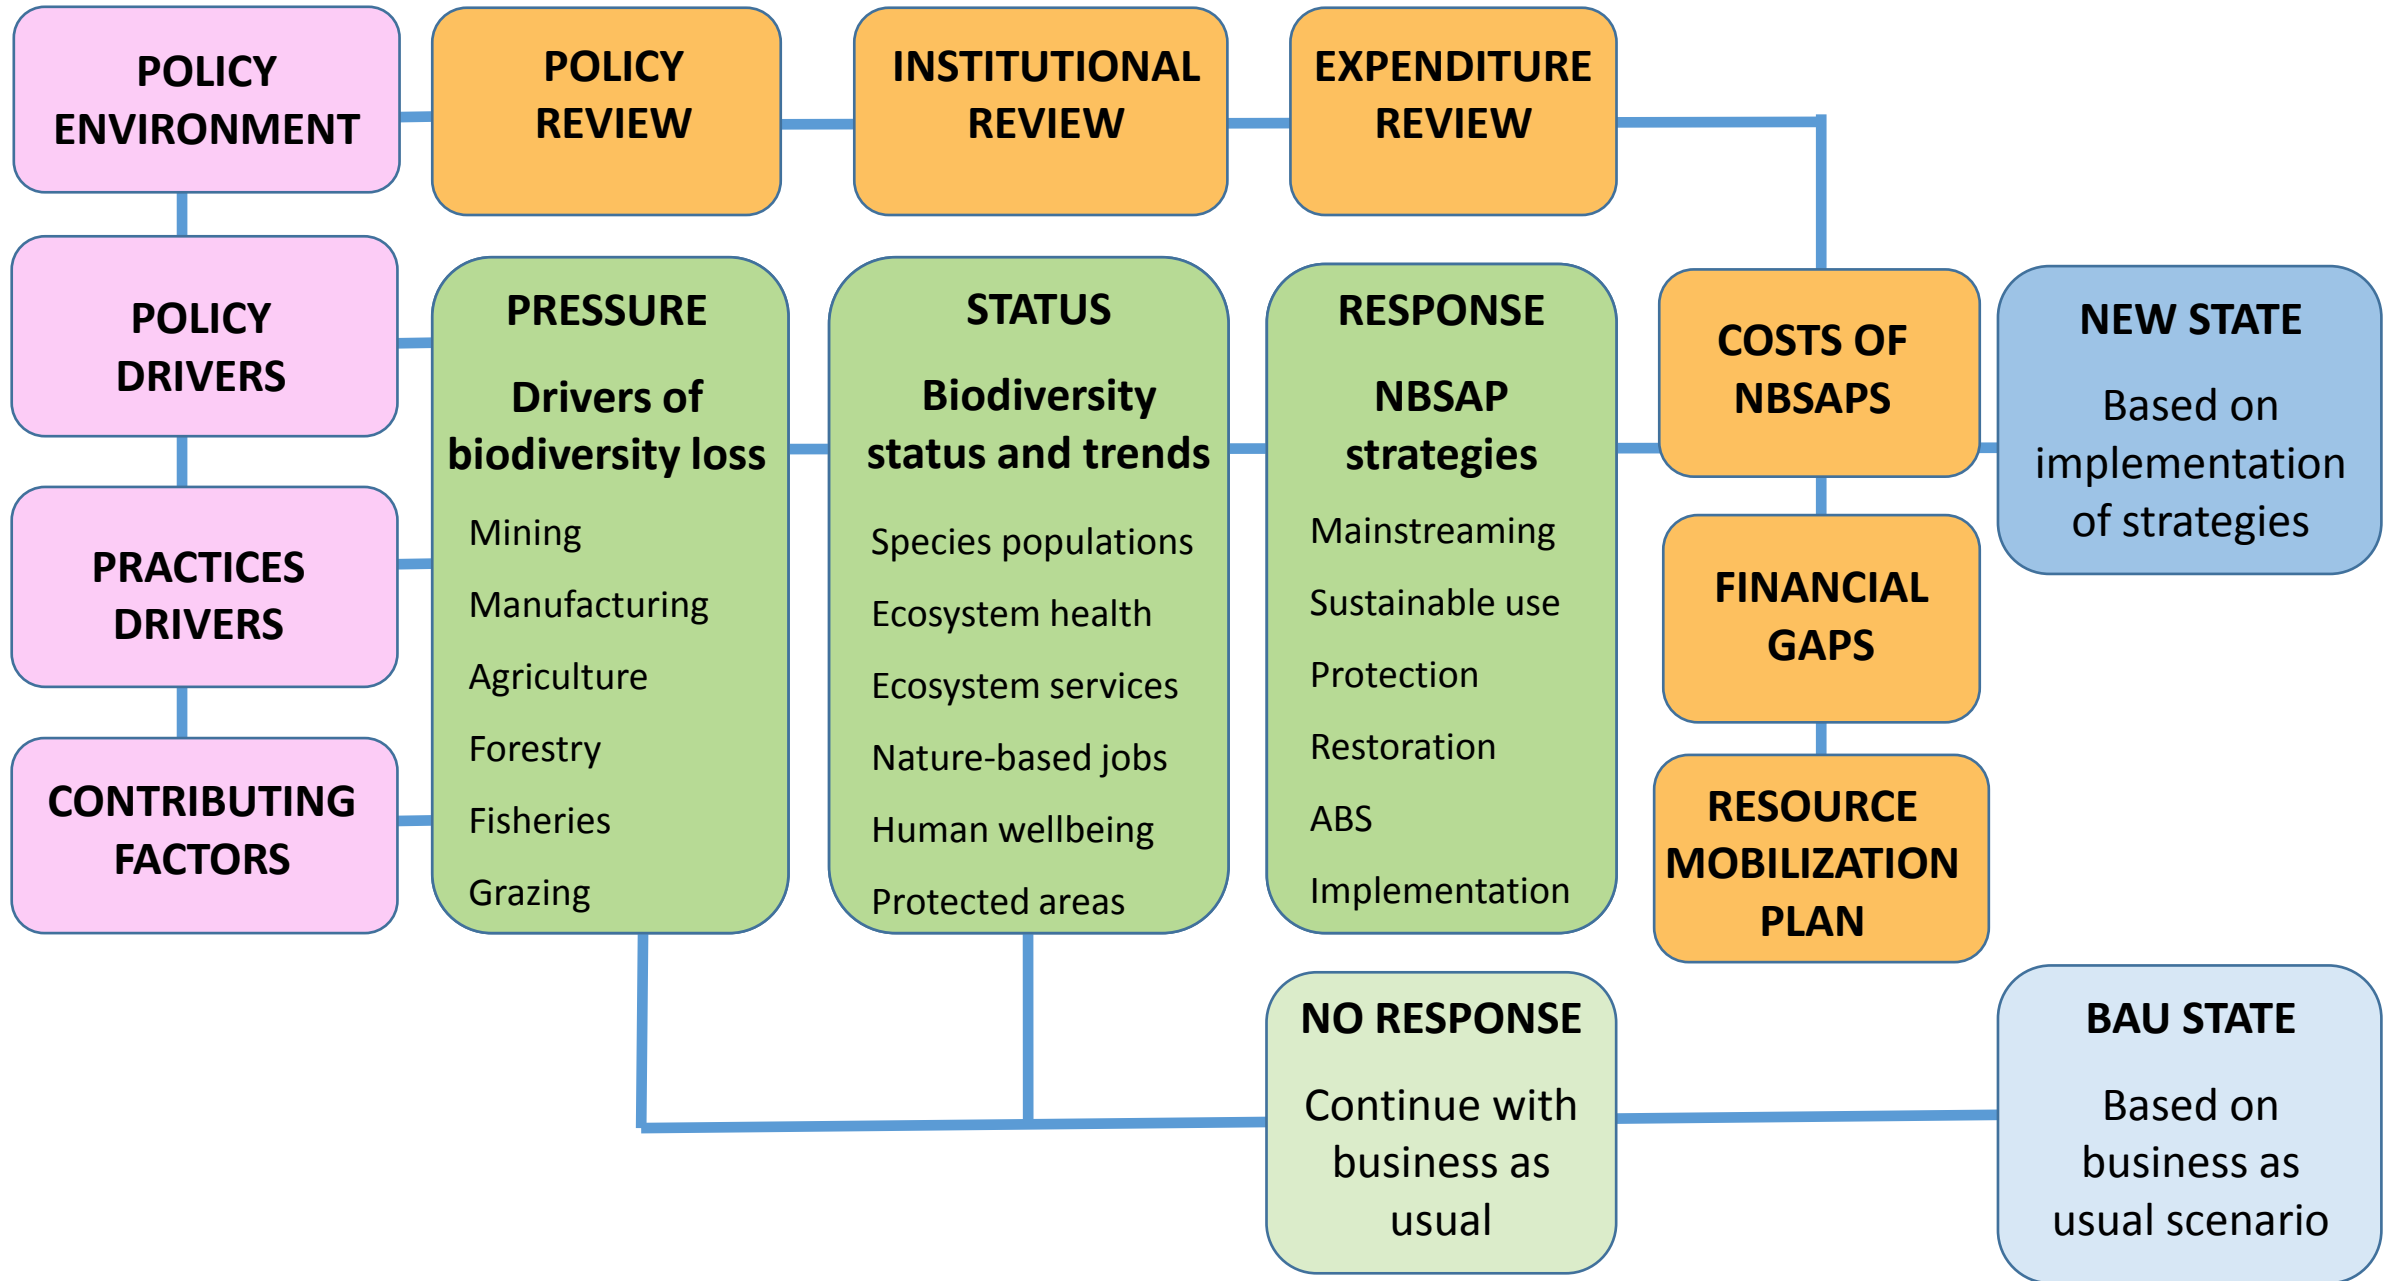 POLICY
ENVIRONMENT
POLICY
REVIEW
INSTITUTIONAL
REVIEW
EXPENDITURE
REVIEW
POLICY
DRIVERS
PRACTICES
DRIVERS
CONTRIBUTING
FACTORS
PRESSURE
Drivers of
biodiversity loss
Mining
Manufacturing
Agriculture
Forestry
Fisheries
Grazing
STATUS
Biodiversity
status and trends
Species populations
Ecosystem health
Ecosystem services
Nature-based jobs
Human wellbeing
Protected areas
RESPONSE
NBSAP
strategies
Mainstreaming
Sustainable use
Protection
Restoration
ABS
Implementation
COSTS OF
NBSAPS
FINANCIAL
GAPS
RESOURCE
MOBILIZATION
PLAN
NEW STATE
Based on
implementation
of strategies
NO RESPONSE
Continue with
business as
usual
BAU STATE
Based on
business as
usual scenario